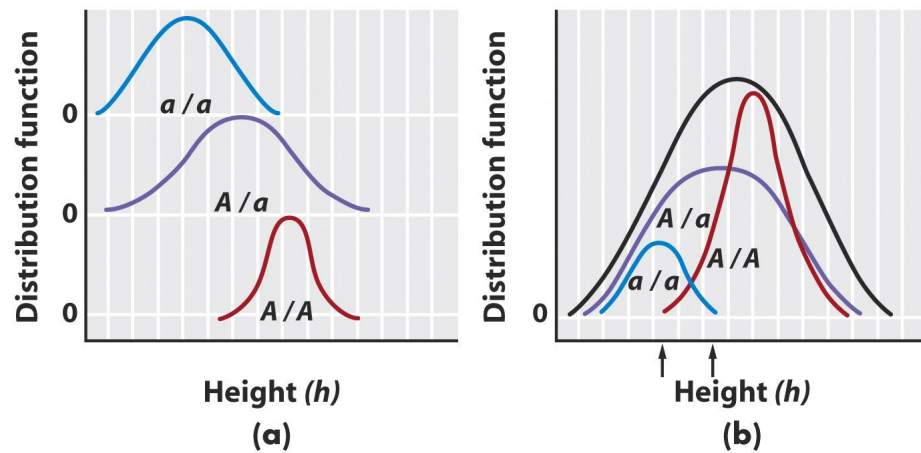 Distribution function
0
a / a
0
A / a
0
A / A
Height (h)
(a)
Distribution function
A / a
A / A
a / a
0
Height (h)
(b)